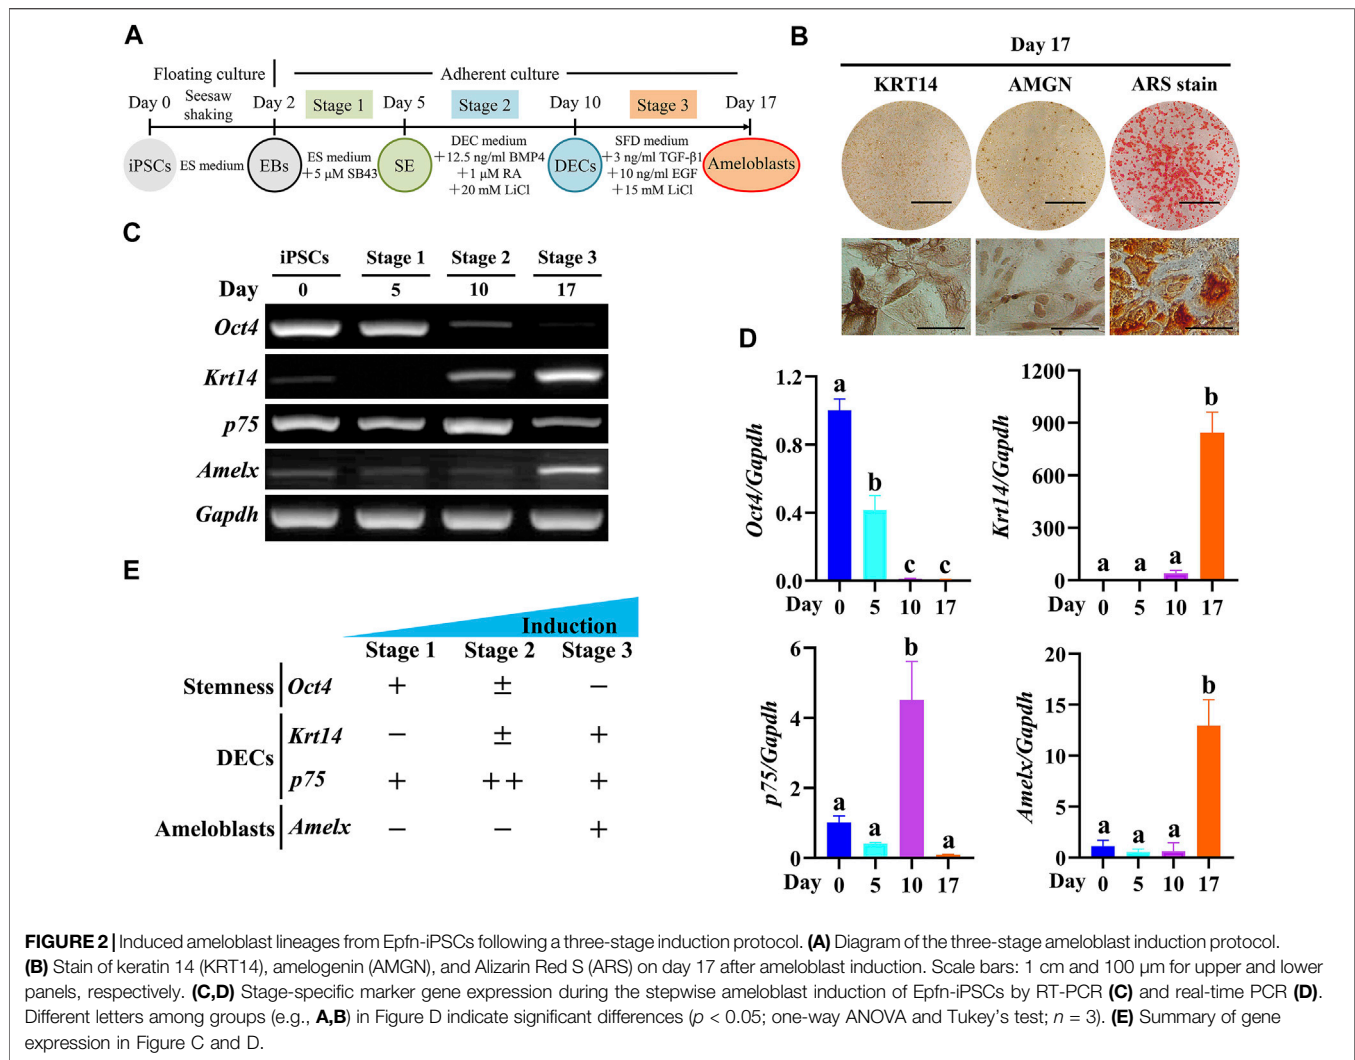 A
Floating culture
Adherent culture
Day 0
Seesaw
shaking
Day 2
Stage 1
Day 5
Stage 2
Day 10
Stage 3
Day 17
iPSCs
ES medium
EBs
ES medium
+5 μM SB43
SE
DEC medium
+12.5 ng/ml BMP4
+1 μM RA
+20 mM LiCl
DECs
SFD medium
+3 ng/ml TGF-β1
+10 ng/ml EGF
+15 mM LiCl
Ameloblasts
B
Day 17
KRT14 AMGN ARS stain
C
iPSCs Stage 1 Stage 2 Stage 3
Day 0 5 10 17
Oct4
Krt14
p75
Amelx
Gapdh
D
Oct4/Gapdh
1.2
0.8
0.4
0.0
a b c c
Day 0 5 10 17
Krt14/Gapdh
1200
900
600
300
0
a a a b
Day 0 5 10 17
p75/Gapdh
6
4
2
0
a a b a
Day 0 5 10 17
Amelx/Gapdh
20
15
10
5
0
a a a b
Day 0 5 10 17
E
Induction
Stage 1 Stage 2 Stage 3
Stemness Oct4 + ± −
DECs
Krt14 − ± +
p75 + ++ +
Ameloblasts Amelx − − +
FIGURE 2 | Induced ameloblast lineages from Epfn-iPSCs following a three-stage induction protocol. (A) Diagram of the three-stage ameloblast induction protocol.
(B) Stain of keratin 14 (KRT14), amelogenin (AMGN), and Alizarin Red S (ARS) on day 17 after ameloblast induction. Scale bars: 1 cm and 100 μm for upper and lower
panels, respectively. (C,D) Stage-specific marker gene expression during the stepwise ameloblast induction of Epfn-iPSCs by RT-PCR (C) and real-time PCR (D).
Different letters among groups (e.g., A,B) in Figure D indicate significant differences (p < 0.05; one-way ANOVA and Tukey's test; n = 3). (E) Summary of gene
expression in Figure C and D.